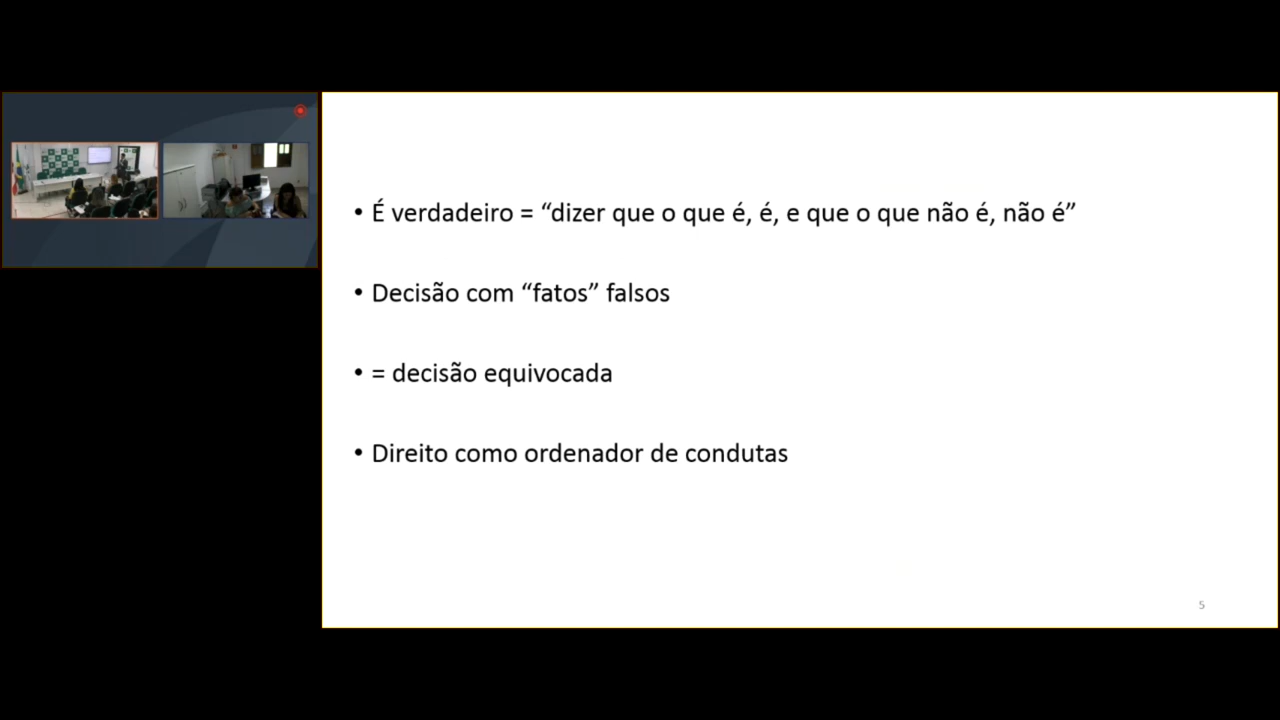 • É verdadeiro = “dizer que o que é, é, e que o que não é, não é”
• Decisão com “fatos” falsos
• = decisão equivocada
• Direito como ordenador de condutas
5